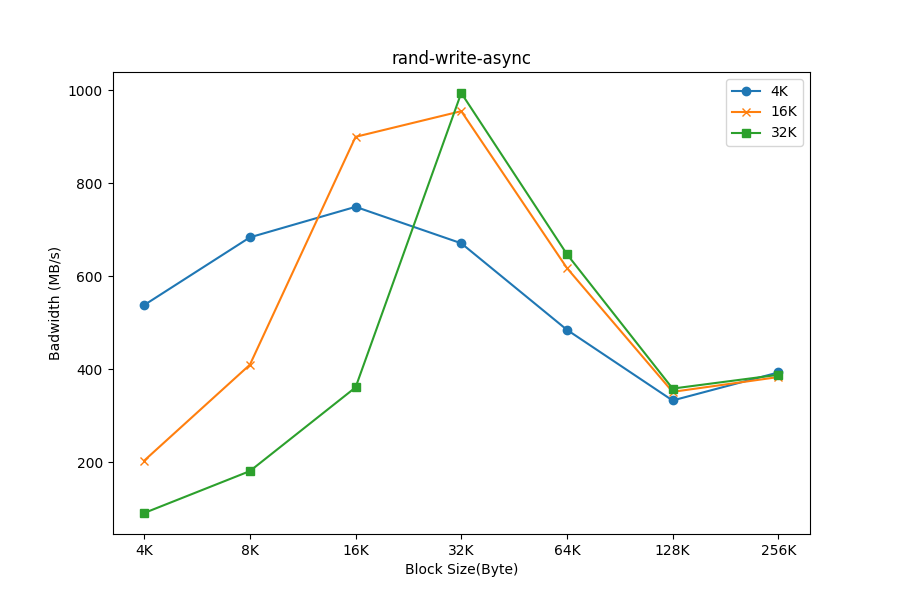 rand-write-async
4K
16K
32K
1000
800
600
400
200
Badwidth (MB/s)
4K 8K 16K 32K 64K 128K 256K
Block Size(Byte)